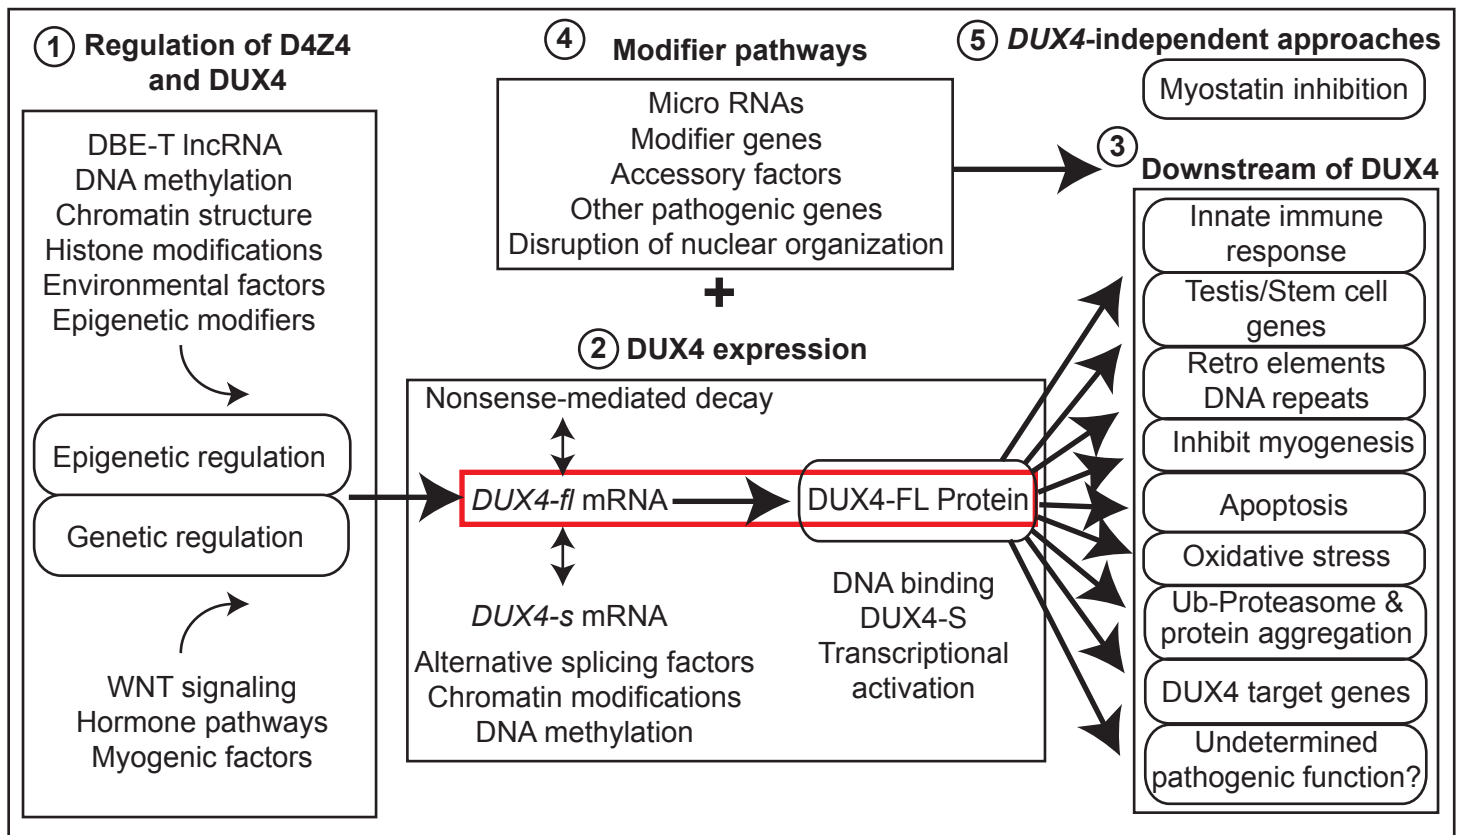 1 Regulation of D4Z4
and DUX4
DBE-T lncRNA
DNA methylation
Chromatin structure
Histone modifications
Environmental factors
Epigenetic modifiers
Epigenetic regulation
Genetic regulation
WNT signaling
Hormone pathways
Myogenic factors
4 Modifier pathways
Micro RNAs
Modifier genes
Accessory factors
Other pathogenic genes
Disruption of nuclear organization
+
2 DUX4 expression
Nonsense-mediated decay
DUX4-fl mRNA
DUX4-FL Protein
DUX4-s mRNA
Alternative splicing factors
Chromatin modifications
DNA methylation
DNA binding
DUX4-S
Transcriptional
activation
5 DUX4-independent approaches
Myostatin inhibition
3
Downstream of DUX4
Innate immune
response
Testis/Stem cell
genes
Retro elements
DNA repeats
Inhibit myogenesis
Apoptosis
Oxidative stress
Ub-Proteasome &
protein aggregation
DUX4 target genes
Undetermined
pathogenic function?